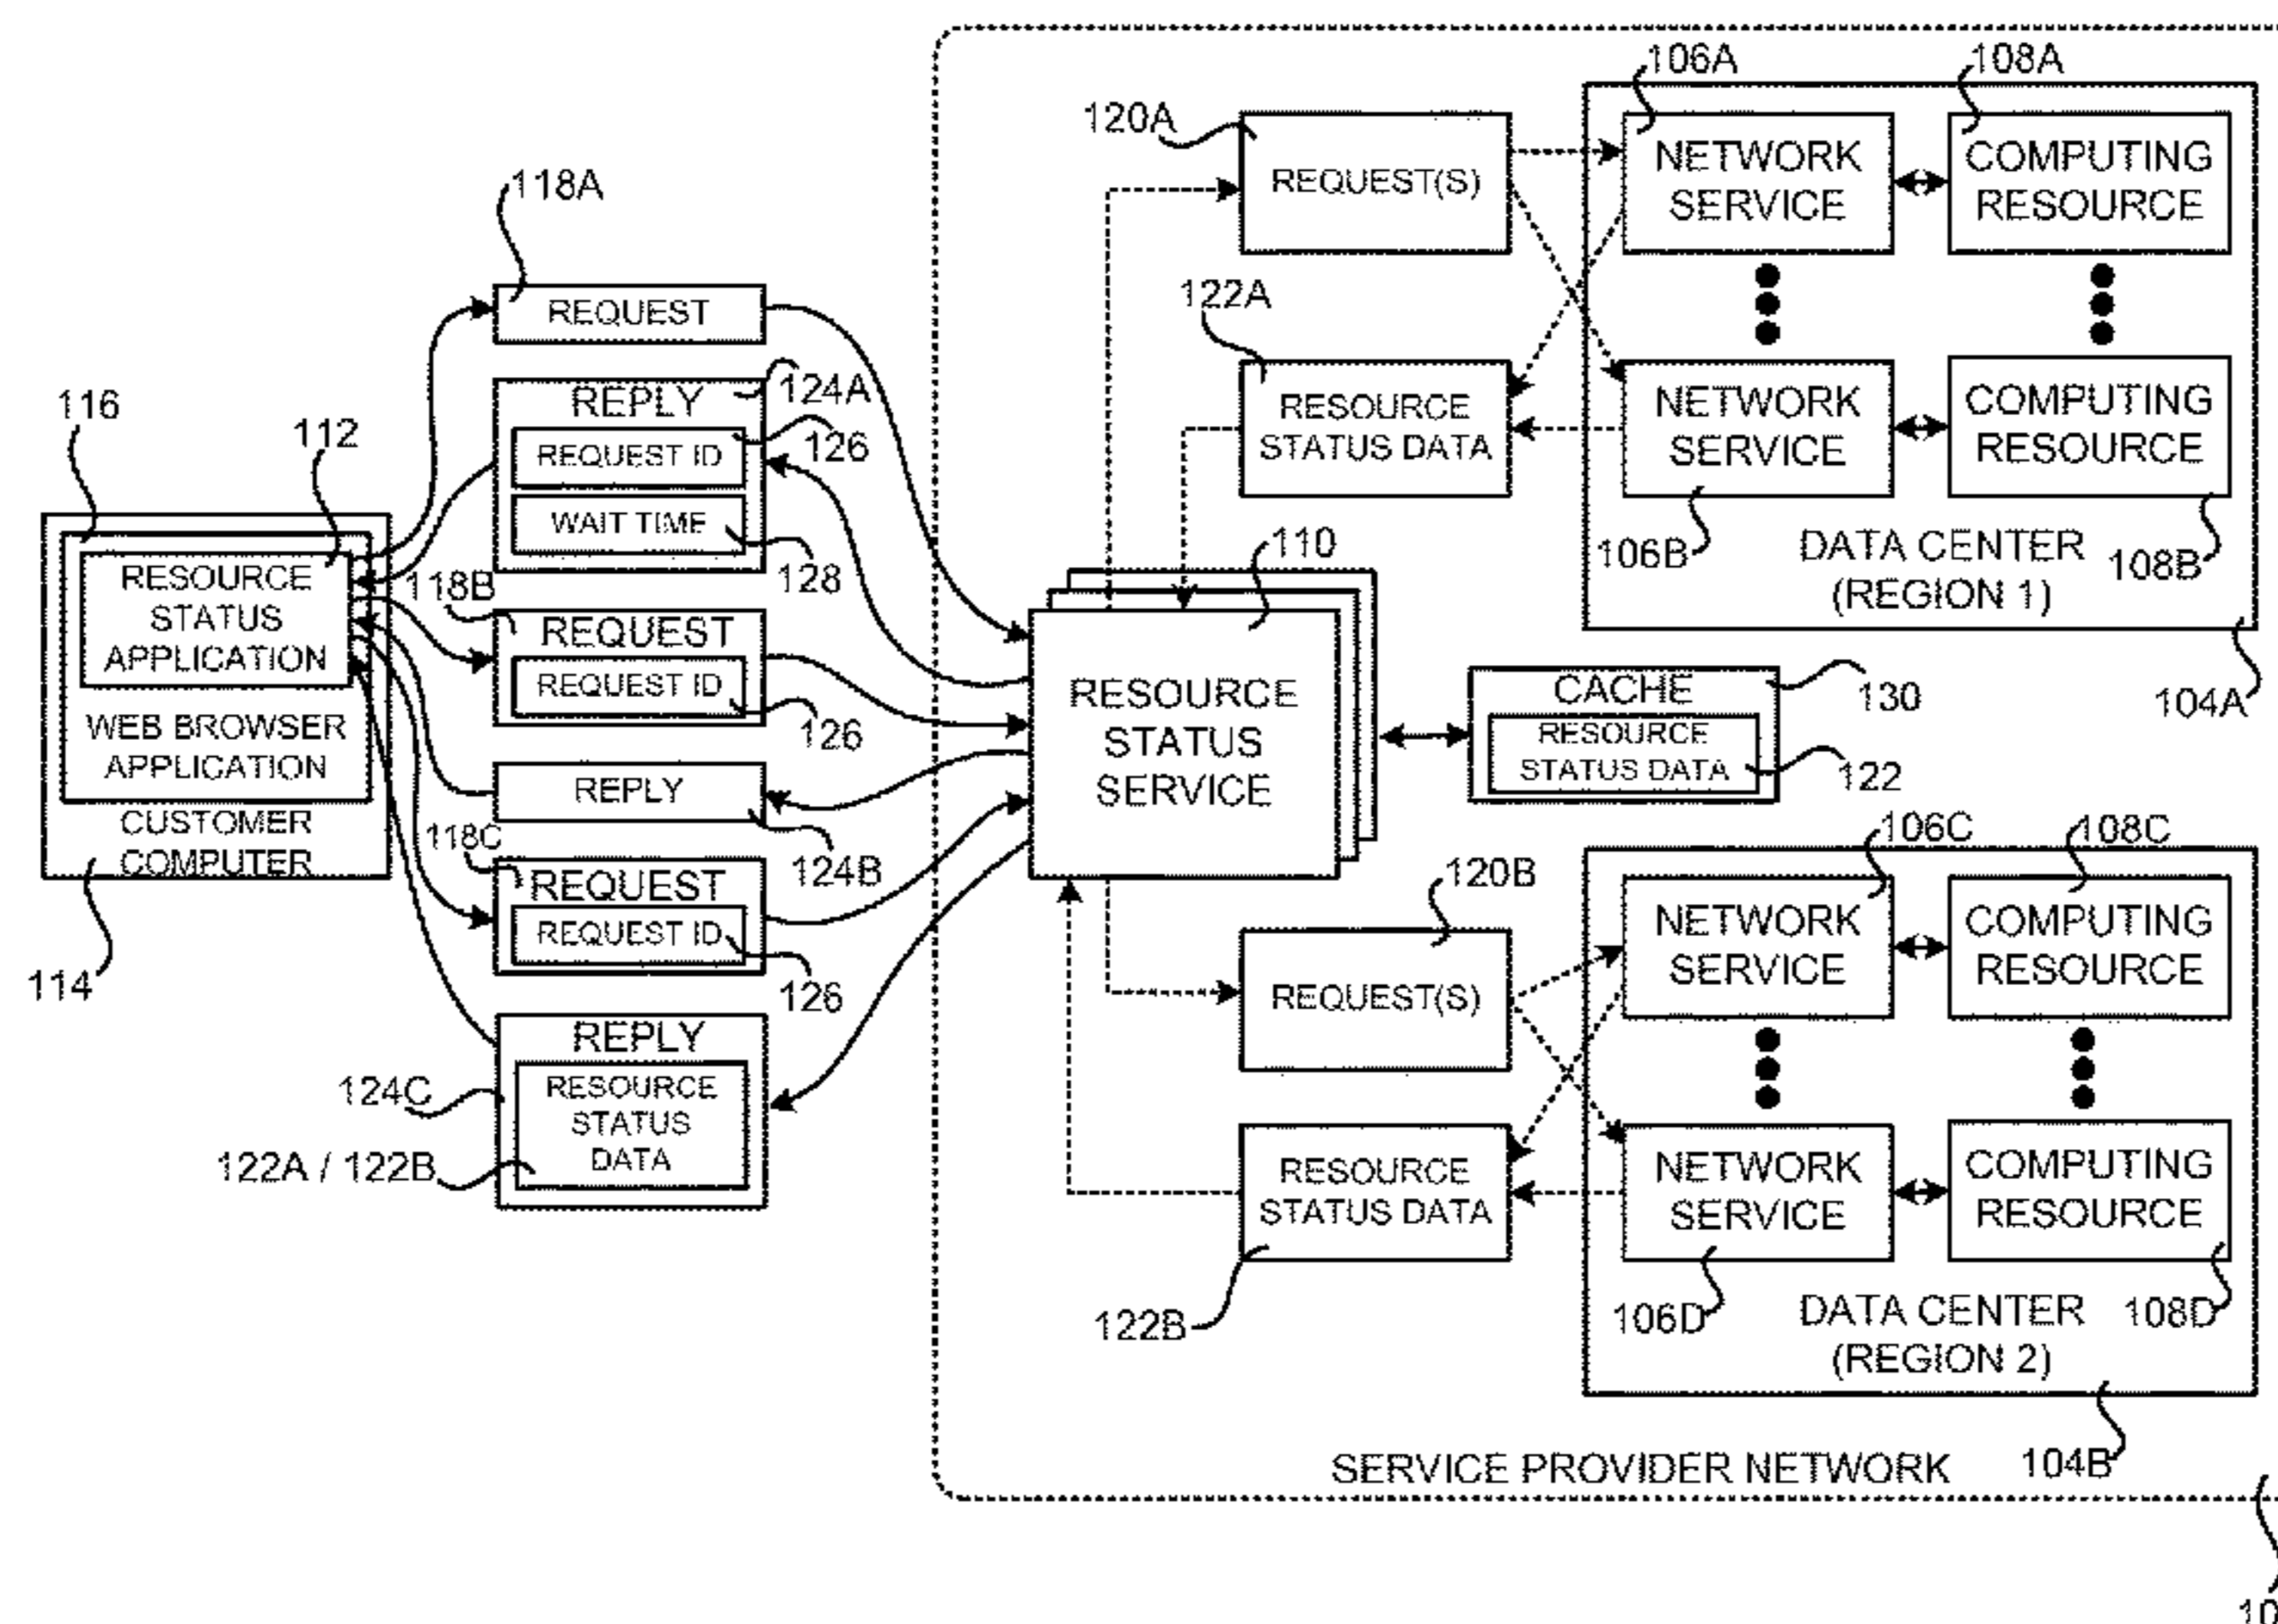 116
112
RESOURCE
STATUS
APPLICATION
WEB BROWSER
APPLICATION
CUSTOMER
COMPUTER
114
118A
REQUEST
REPLY
124A
REQUEST ID
126
WAIT TIME
128
118B
REQUEST
REQUEST ID
126
REPLY
124B
118C
REQUEST
REQUEST ID
126
REPLY
124C
RESOURCE
STATUS
DATA
122A / 122B
110
RESOURCE
STATUS
SERVICE
120A
REQUEST(S)
122A
RESOURCE
STATUS DATA
106A
NETWORK
SERVICE
108A
COMPUTING
RESOURCE
NETWORK
SERVICE
106B
COMPUTING
RESOURCE
108B
DATA CENTER
(REGION 1)
104A
CACHE
130
RESOURCE
STATUS DATA
122
120B
REQUEST(S)
RESOURCE
STATUS DATA
122B
106C
NETWORK
SERVICE
108C
COMPUTING
RESOURCE
NETWORK
SERVICE
106D
COMPUTING
RESOURCE
108D
DATA CENTER
(REGION 2)
104B
SERVICE PROVIDER NETWORK